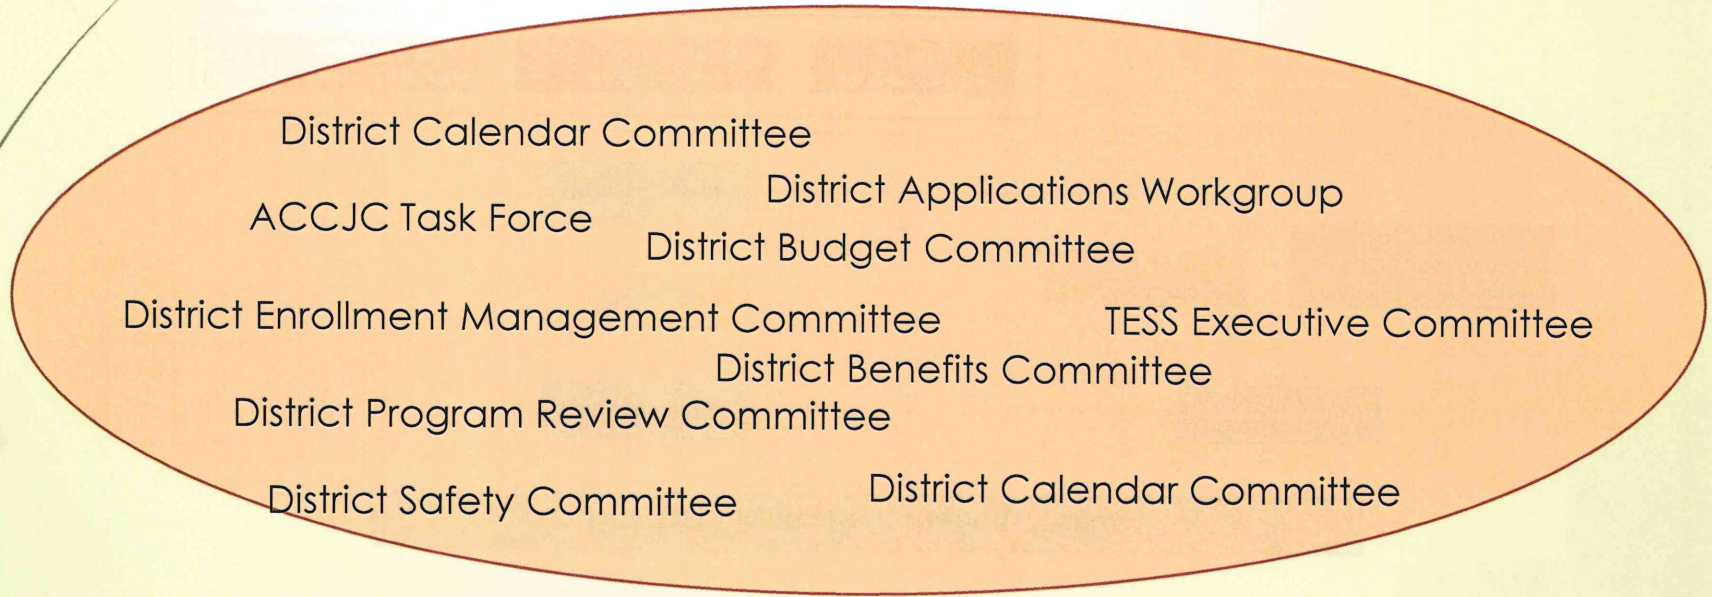 District Calendar Committee
District Applications Workgroup
ACCJC Task Force
District Budget Committee
District Enrollment Management Committee
TESS Executive Committee
District Benefits Committee
District Program Review Committee
District Safety Committee
District Calendar Committee